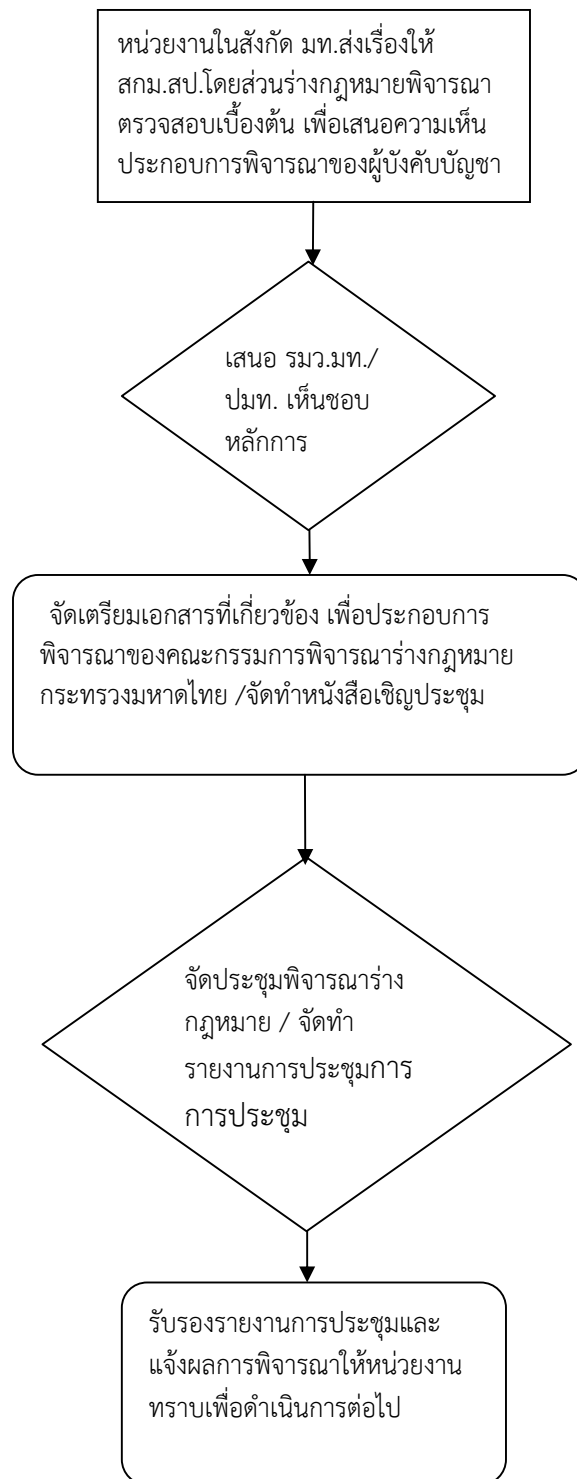 หน่วยงานในสังกัด มท.ส่งเรื่องให้
สกม.สป.โดยส่วนร่างกฎหมายพิจารณา
ตรวจสอบเบื้องต้น เพื่อเสนอความเห็น
ประกอบการพิจารณาของผู้บังคับบัญชา
เสนอ รมว.มท./
ปมท. เห็นชอบ
หลักการ
จัดเตรียมเอกสารที่เกี่ยวข้อง เพื่อประกอบการ
พิจารณาของคณะกรรมการพิจารณาร่างกฎหมาย
กระทรวงมหาดไทย /จัดทำหนังสือเชิญประชุม
จัดประชุมพิจารณาร่าง
กฎหมาย / จัดทำ
รายงานการประชุมการ
การประชุม
รับรองรายงานการประชุมและ
แจ้งผลการพิจารณาให้หน่วยงาน
ทราบเพื่อดำเนินการต่อไป